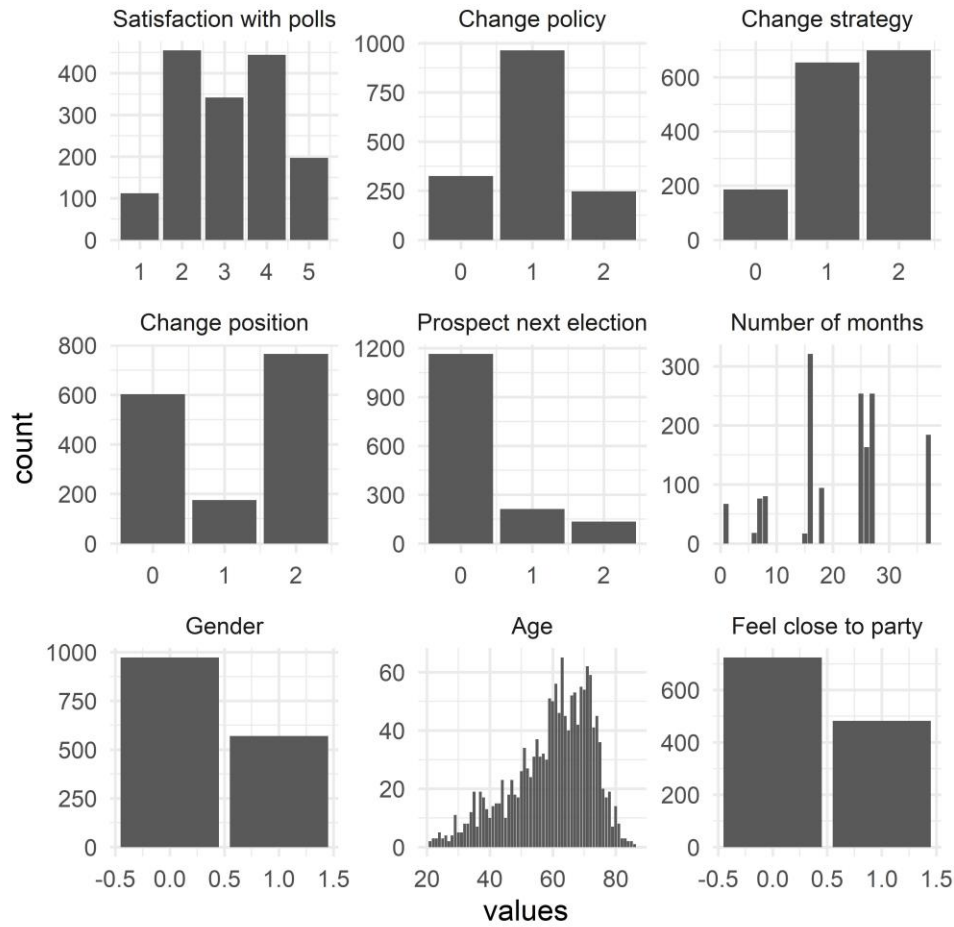 Satisfaction with polls
Change policy
Change strategy
400
300
200
100
0
1 2 3 4 5
1000
750
500
250
0
0 1 2
600
400
200
0
0 1 2
Change position
Prospect next election
Number of months
800
600
400
200
0
0 1 2
1200
900
600
300
0
0 1 2
300
200
100
0
0 10 20 30
count
Gender
Age
Feel close to party
1000
750
500
250
0
-0.5 0.0 0.5 1.0 1.5
60
40
20
0
20 40 60 80
600
400
200
0
-0.5 0.0 0.5 1.0 1.5
values